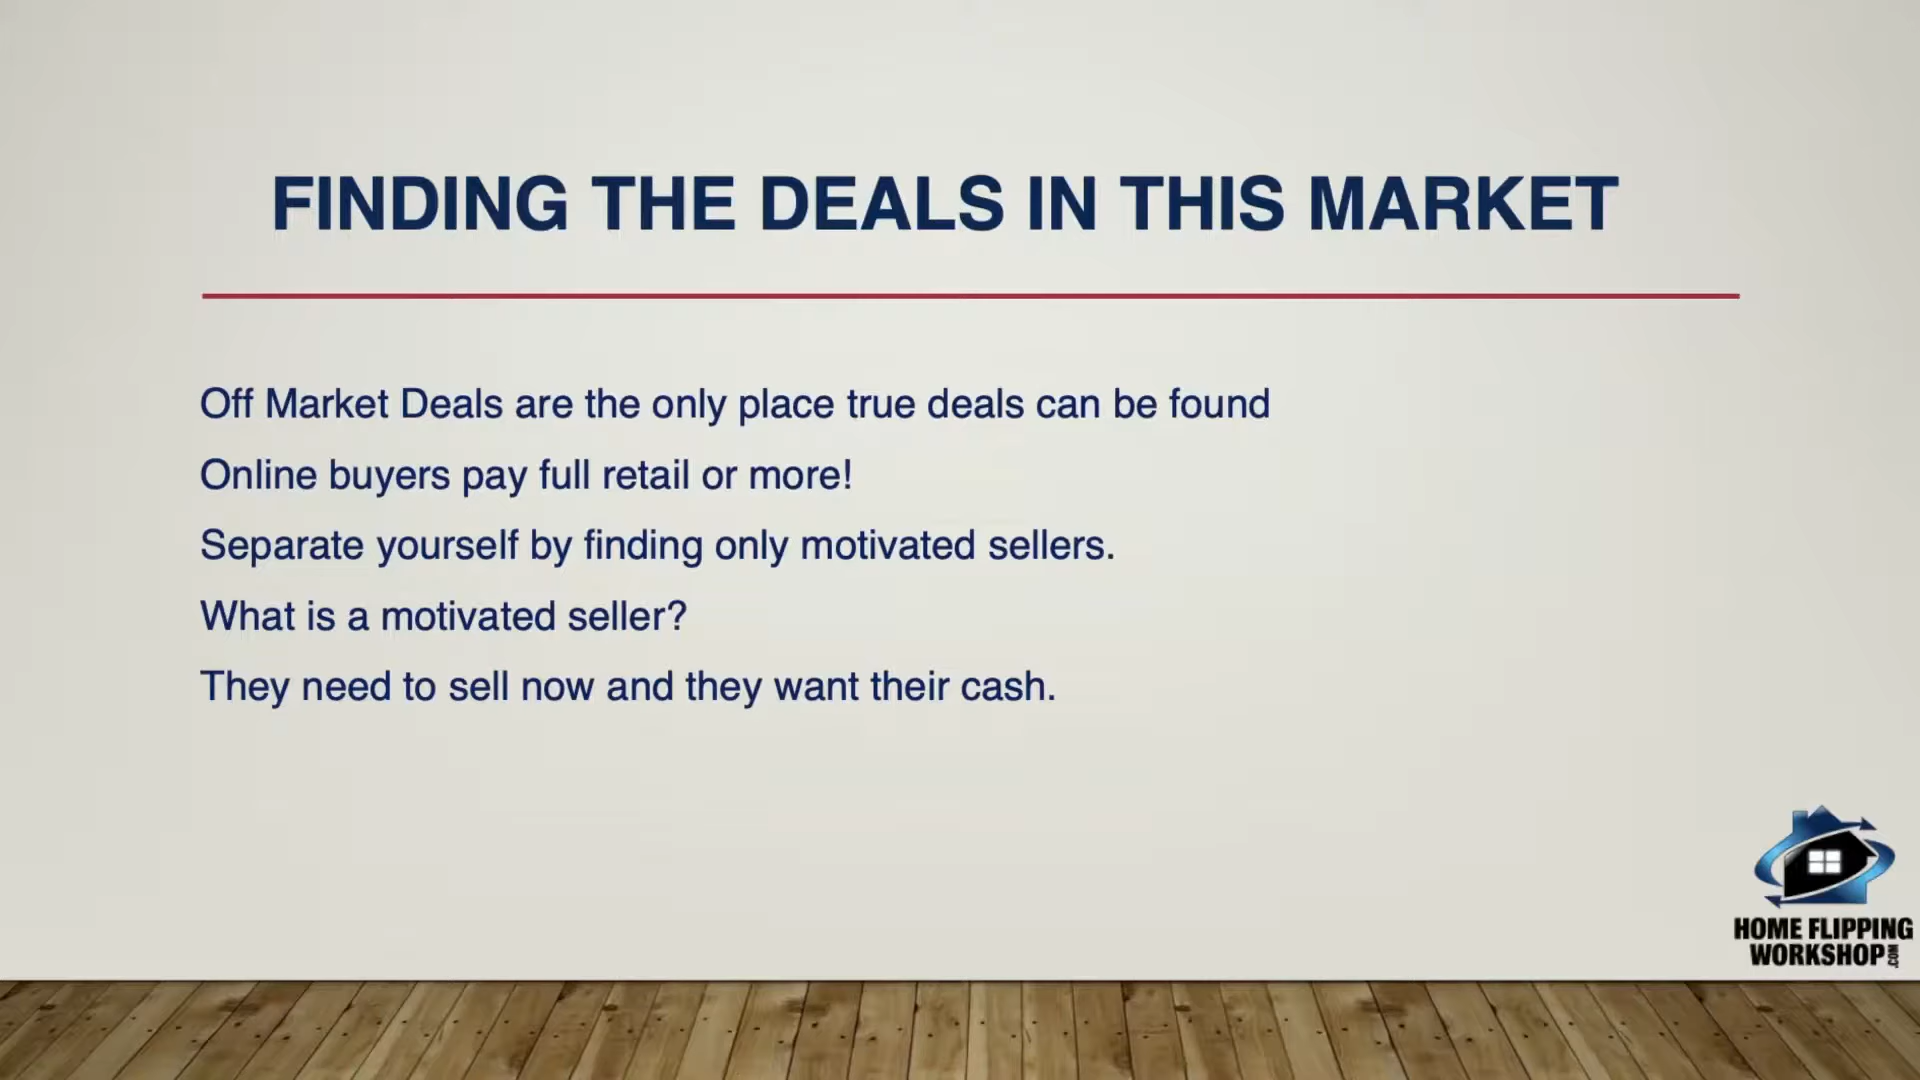 FINDING THE DEALS IN THIS MARKET
Off Market Deals are the only place true deals can be found
Online buyers pay full retail or more!
Separate yourself by finding only motivated sellers.
What is a motivated seller?
They need to sell now and they want their cash.
HOME FLIPPING
WORKSHOP.COM